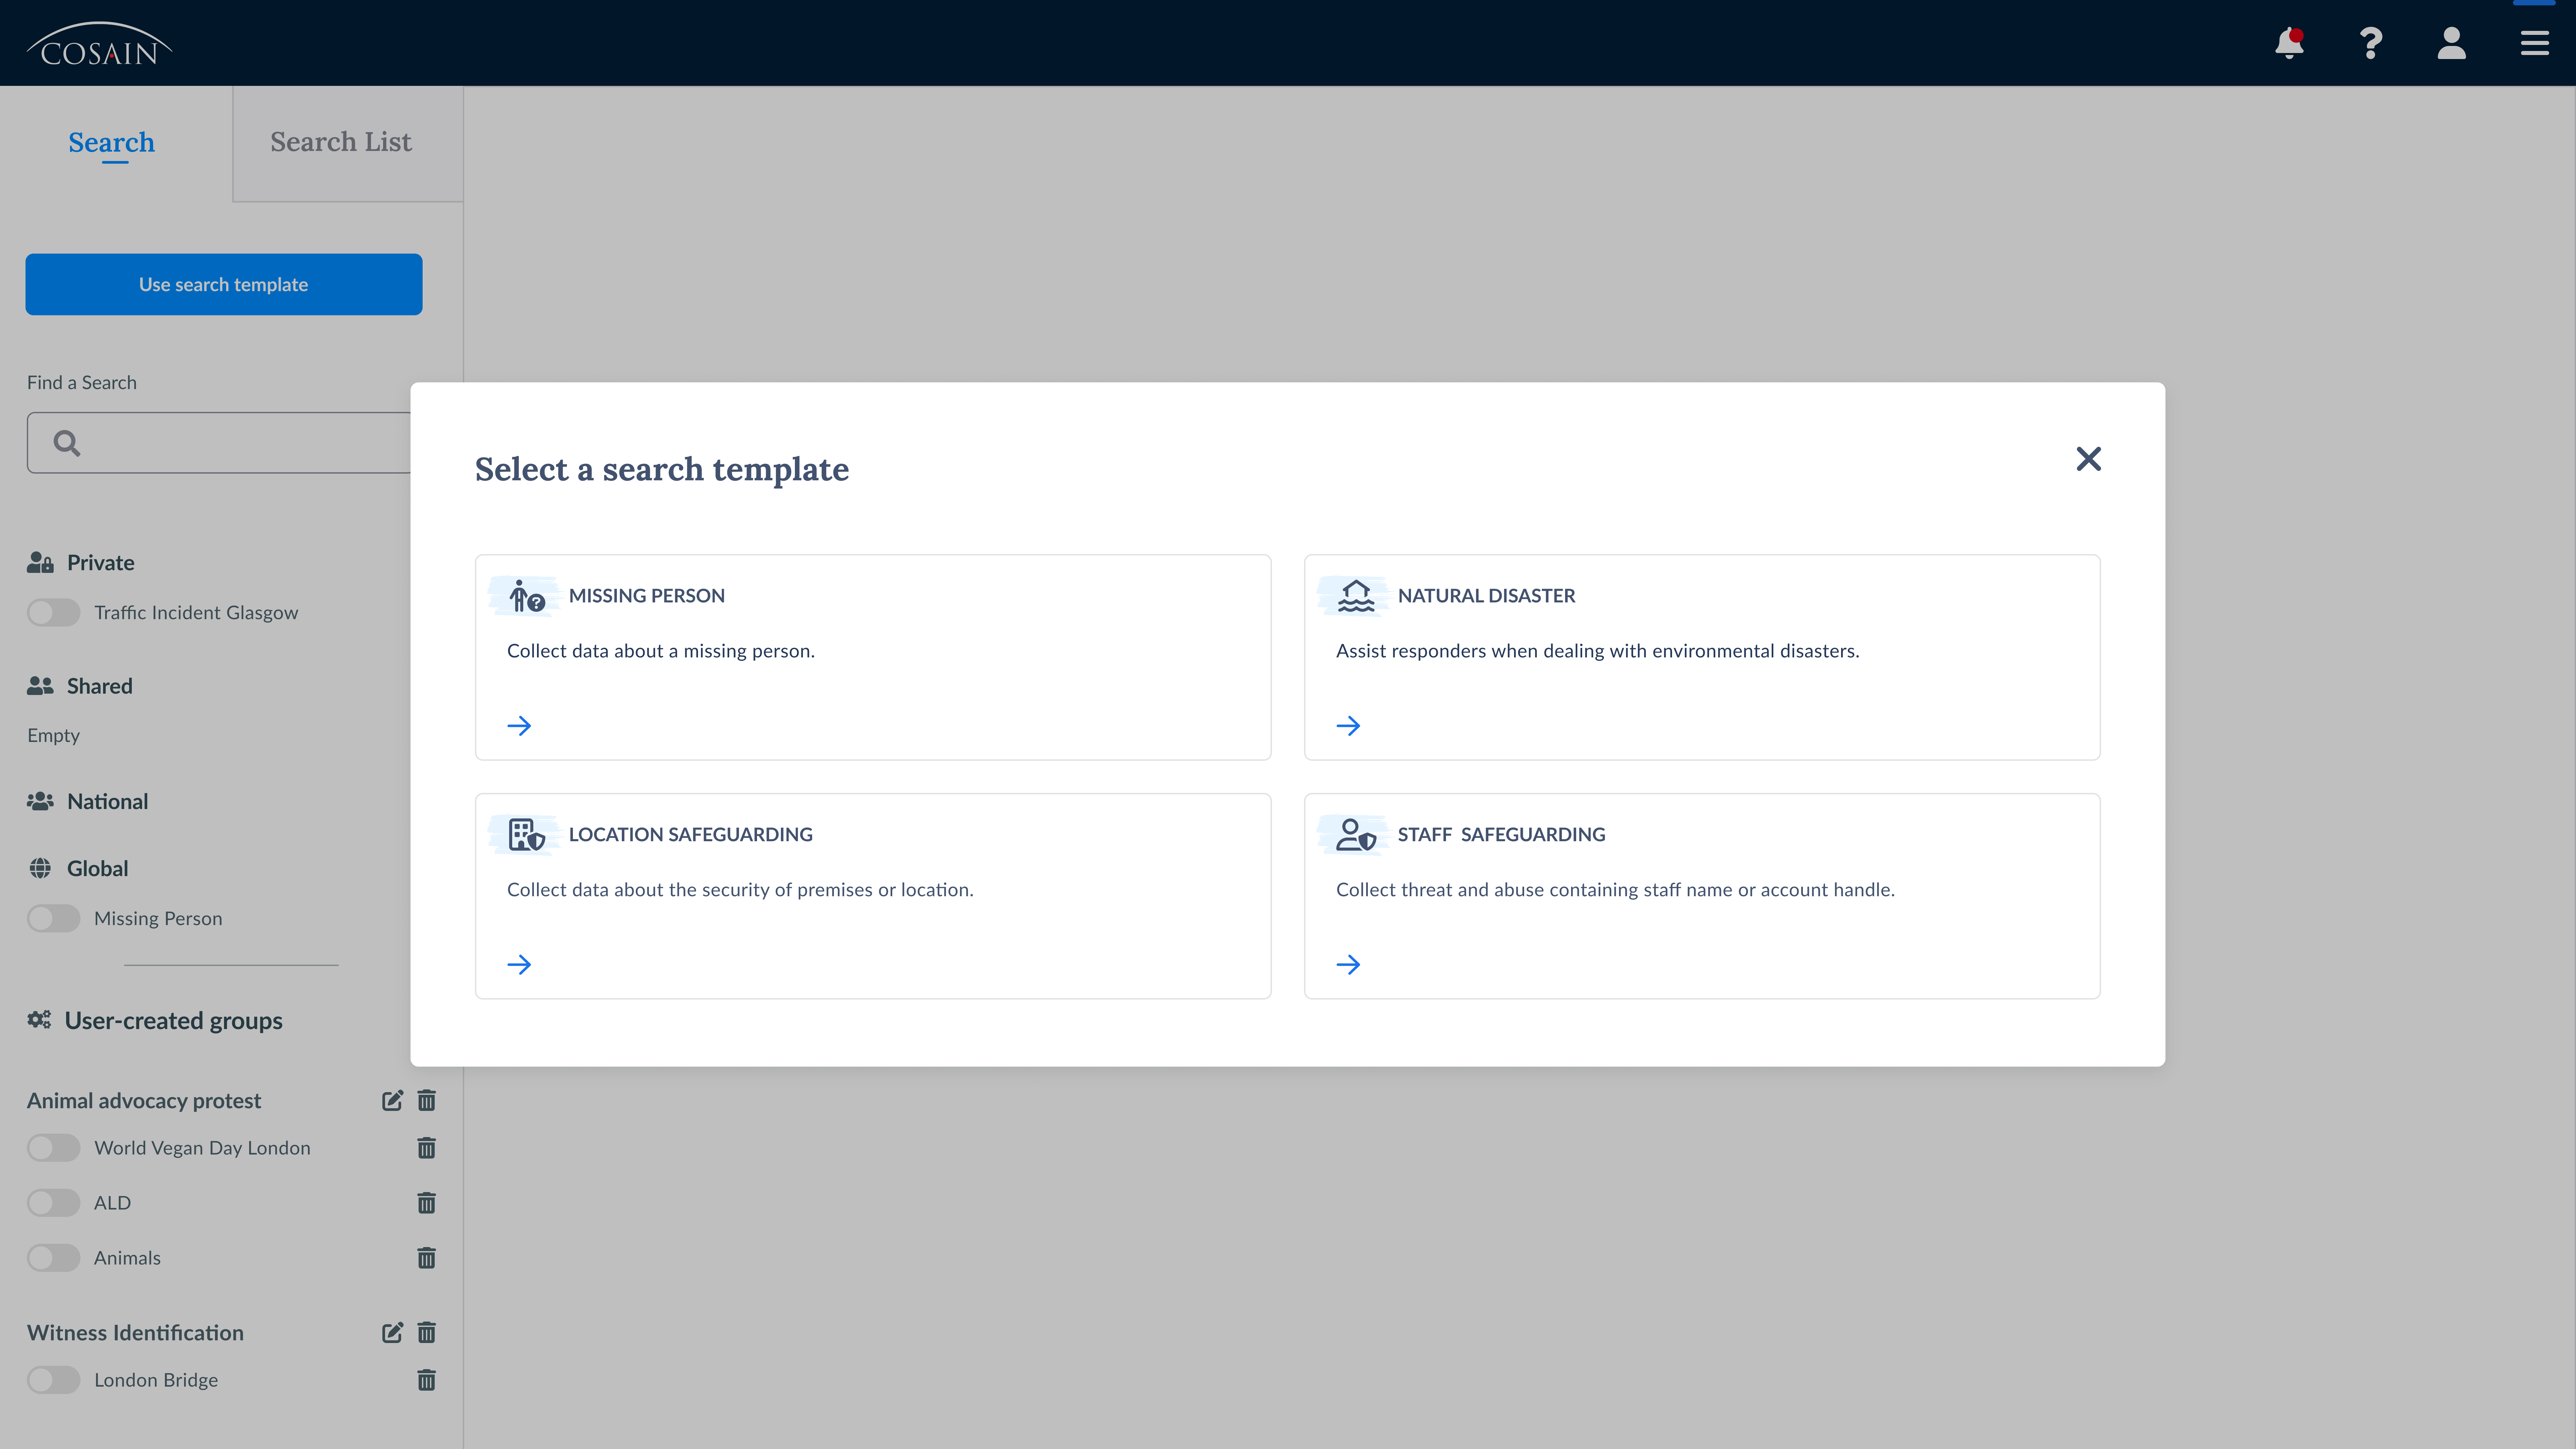 COSAIN
Search
Search List
Use search template
Find a Search
Private
Traffic Incident Glasgow
Shared
Empty
National
Global
Missing Person
User-created groups
Animal advocacy protest
World Vegan Day London
ALD
Animals
Witness Identification
London Bridge
Select a search template
MISSING PERSON
Collect data about a missing person.
NATURAL DISASTER
Assist responders when dealing with environmental disasters.
LOCATION SAFEGUARDING
Collect data about the security of premises or location.
STAFF SAFEGUARDING
Collect threat and abuse containing staff name or account handle.